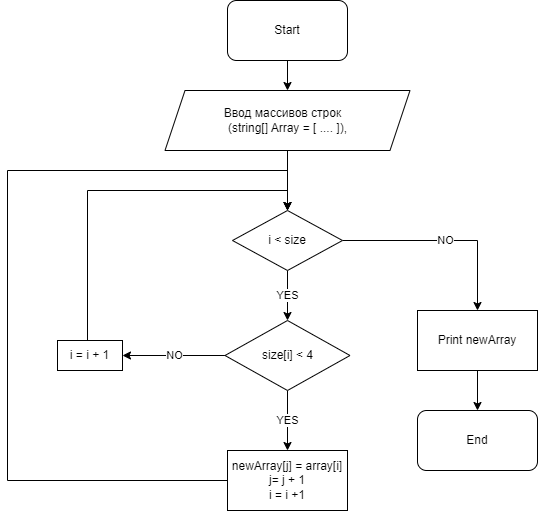 Start
Ввод массивов строк
(string[] Array = [ .... ]),
i < size
NO
YES
Print newArray
i = i + 1
NO
size[i] < 4
YES
End
newArray[j] = array[i]
j= j + 1
i = i +1